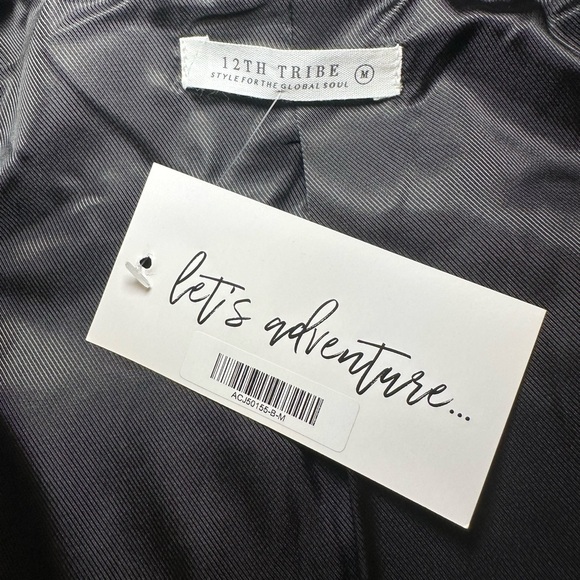 12TH TRIBE M
STYLE FOR THE GLOBAL SOUL
let's adventure...
ACJ50155-B-M